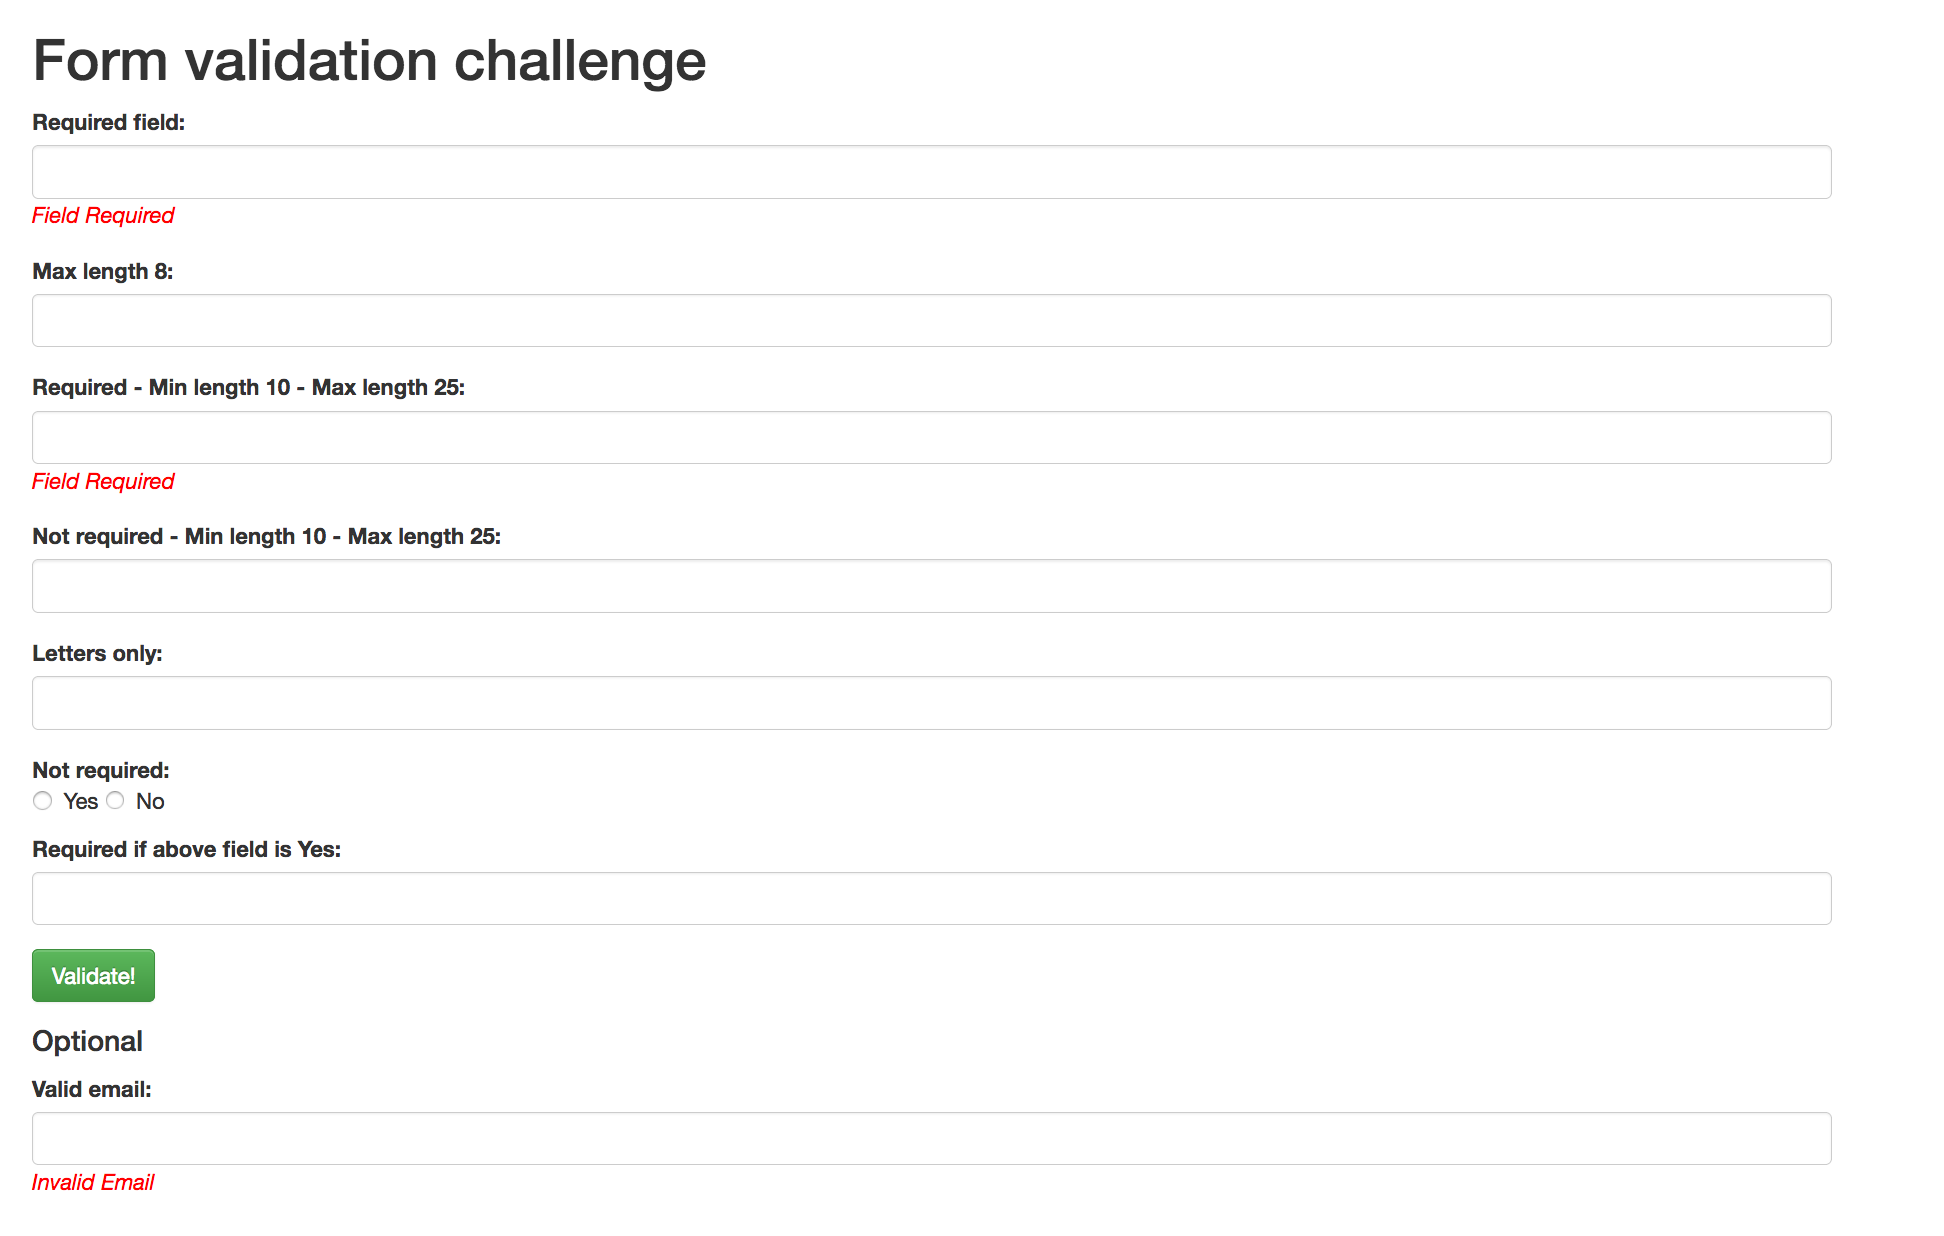 Form validation challenge
Required field:
Field Required
Max length 8:
Required - Min length 10 - Max length 25:
Field Required
Not required - Min length 10 - Max length 25:
Letters only:
Not required:
Yes No
Required if above field is Yes:
Validate!
Optional
Valid email:
Invalid Email